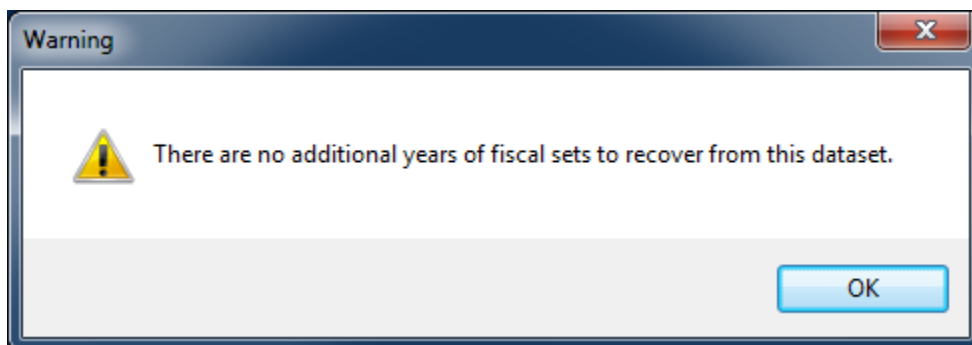 Warning
There are no additional years of fiscal sets to recover from this dataset.
OK